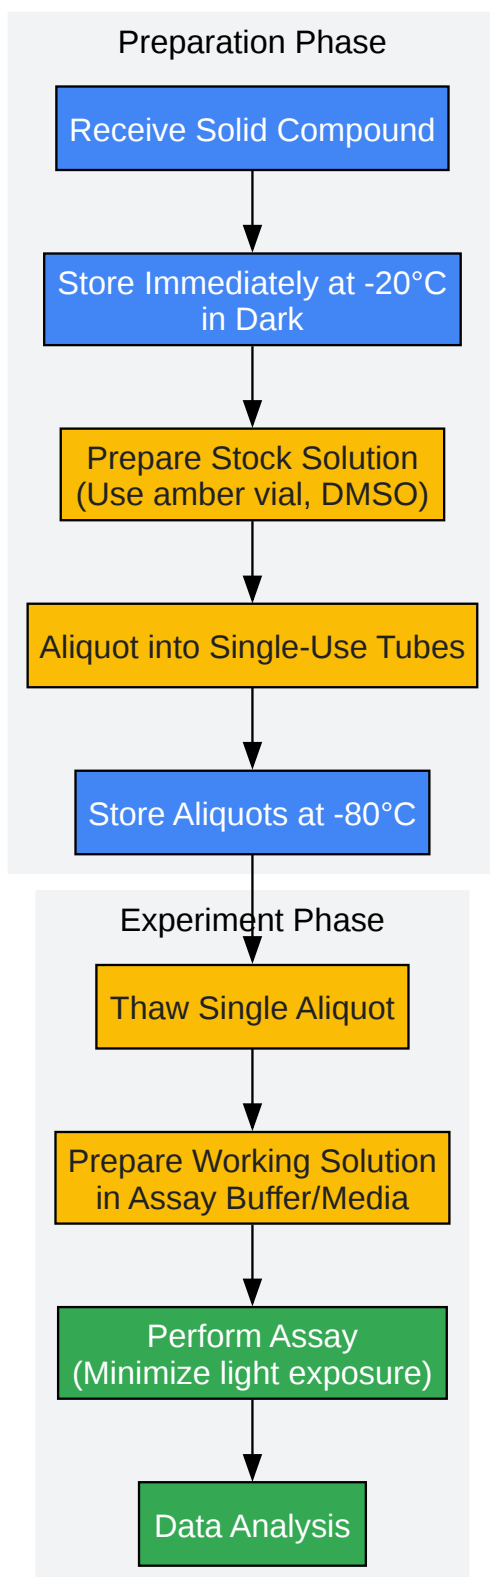 Preparation Phase
Receive Solid Compound
Store Immediately at -20°C
in Dark
Prepare Stock Solution
(Use amber vial, DMSO)
Aliquot into Single-Use Tubes
Store Aliquots at -80°C
Experiment Phase
Thaw Single Aliquot
Prepare Working Solution
in Assay Buffer/Media
Perform Assay
(Minimize light exposure)
Data Analysis